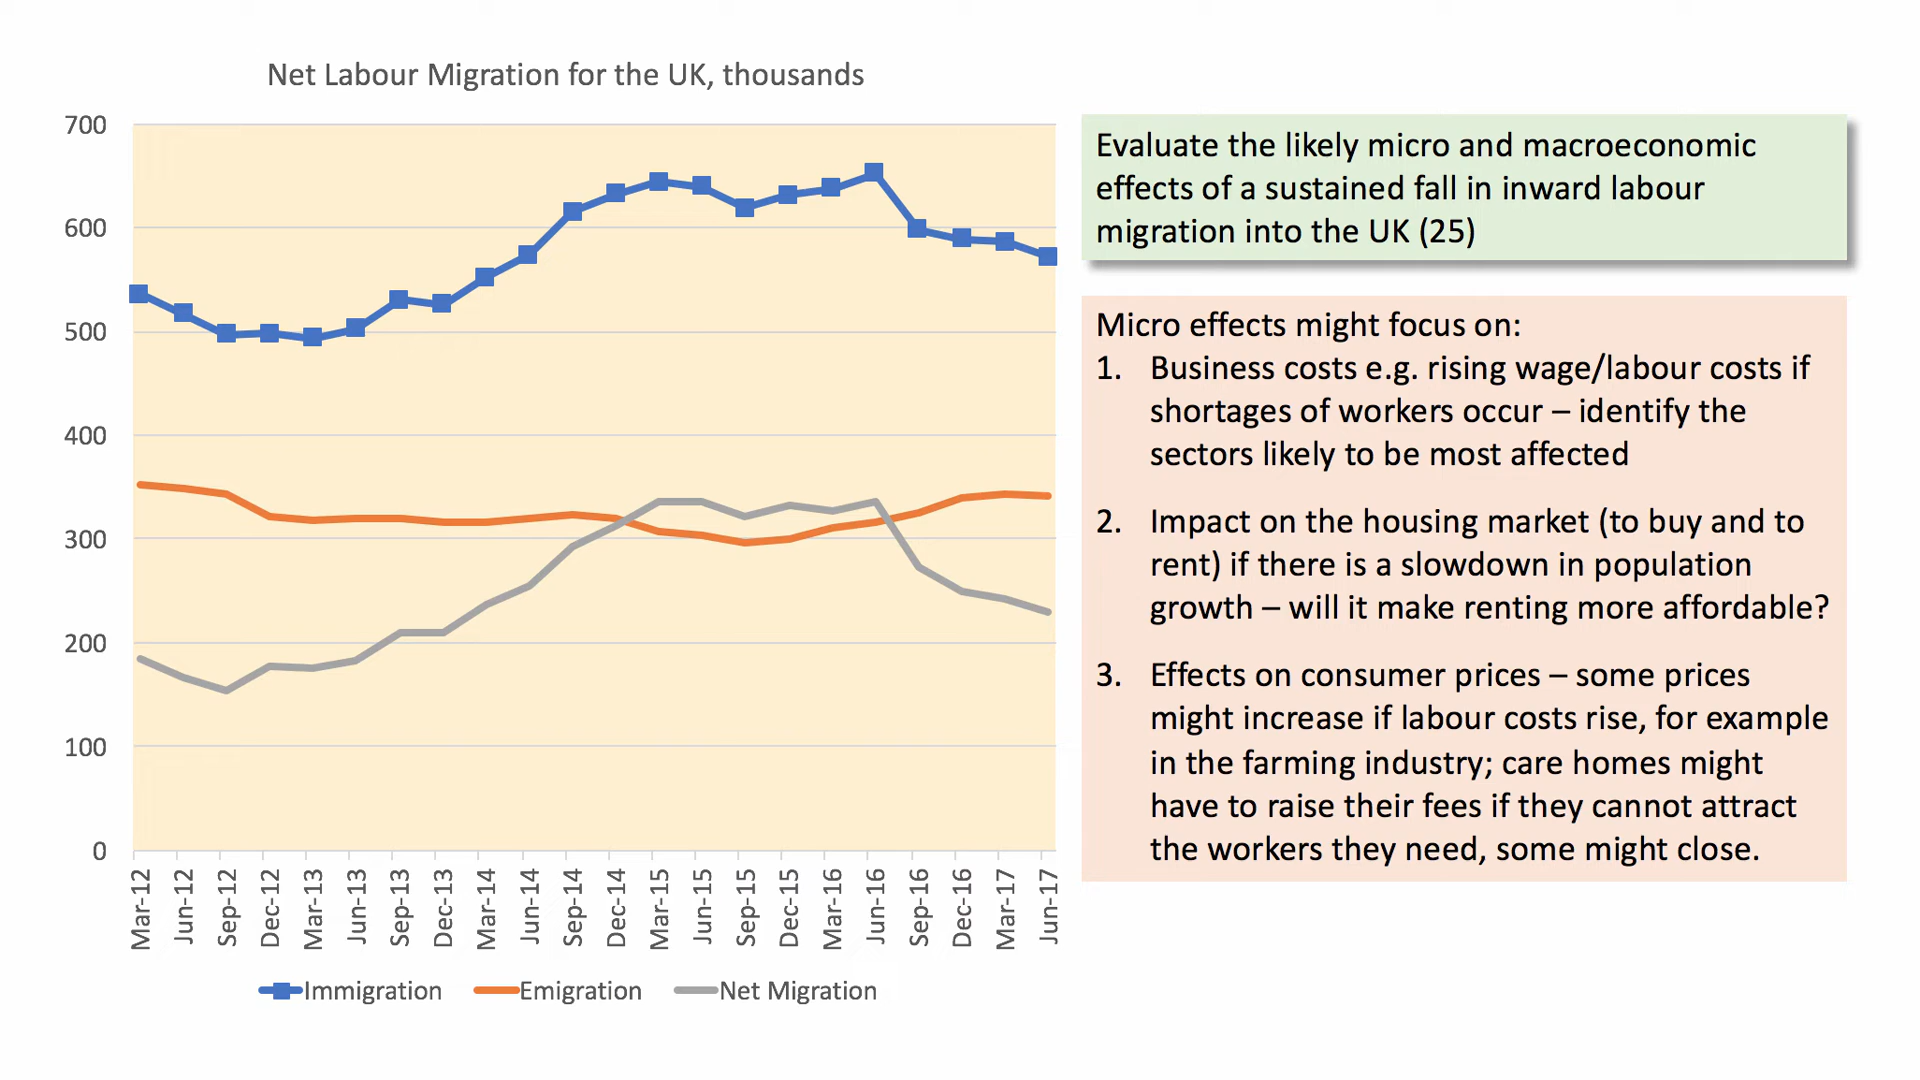 Net Labour Migration for the UK, thousands
700
600
500
400
300
200
100
0
Mar-12
Jun-12
Sep-12
Dec-12
Mar-13
Jun-13
Sep-13
Dec-13
Mar-14
Jun-14
Sep-14
Dec-14
Mar-15
Jun-15
Sep-15
Dec-15
Mar-16
Jun-16
Sep-16
Dec-16
Mar-17
Jun-17
Immigration
Emigration
Net Migration
Evaluate the likely micro and macroeconomic
effects of a sustained fall in inward labour
migration into the UK (25)
Micro effects might focus on:
1. Business costs e.g. rising wage/labour costs if
shortages of workers occur – identify the
sectors likely to be most affected
2. Impact on the housing market (to buy and to
rent) if there is a slowdown in population
growth – will it make renting more affordable?
3. Effects on consumer prices – some prices
might increase if labour costs rise, for example
in the farming industry; care homes might
have to raise their fees if they cannot attract
the workers they need, some might close.